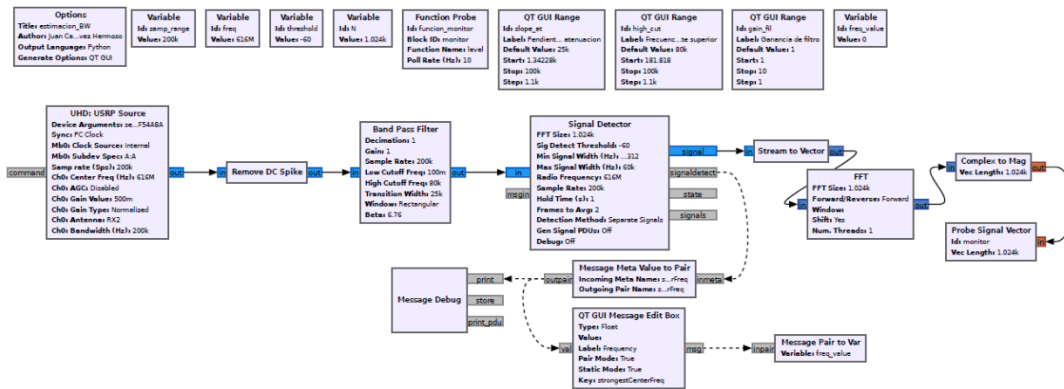 Options
Title: estimacion_BW
Author: Juan Ca...vez Hermoso
Output Language: Python
Generate Options: QT GUI
Variable
Id: samp_range
Value: 200k
Variable
Id: freq
Value: 616M
Variable
Id: threshold
Value: -60
Variable
Id: N
Value: 1.024k
Function Probe
Id: funcion_monitor
Block ID: monitor
Function Name: level
Poll Rate (Hz): 10
QT GUI Range
Id: slope_at
Label: Pendient... atenuacion
Default Value: 25k
Start: 1.34228k
Stop: 100k
Step: 1.1k
QT GUI Range
Id: high_cut
Label: Frecuenc...te superior
Default Value: 80k
Start: 181.818
Stop: 100k
Step: 1.1k
QT GUI Range
Id: gain_fil
Label: Ganancia de filtro
Default Value: 1
Start: 1
Stop: 10
Step: 1
Variable
Id: freq_value
Value: 0
UHD: USRP Source
Device Arguments: se...F54A8A
Sync: PC Clock
Mb0: Clock Source: Internal
Mb0: Subdev Spec: A:A
Samp rate (Sps): 200k
Ch0: Center Freq (Hz): 616M
Ch0: AGC: Disabled
Ch0: Gain Value: 500m
Ch0: Gain Type: Normalized
Ch0: Antenna: RX2
Ch0: Bandwidth (Hz): 200k
command
out
in
Remove DC Spike
out
in
Band Pass Filter
Decimation: 1
Gain: 1
Sample Rate: 200k
Low Cutoff Freq: 100m
High Cutoff Freq: 80k
Transition Width: 25k
Window: Rectangular
Beta: 6.76
out
in
msgin
Signal Detector
FFT Size: 1.024k
Sig Detect Threshold: -60
Min Signal Width (Hz): ...312
Max Signal Width (Hz): 60k
Radio Frequency: 616M
Sample Rate: 200k
Hold Time (s): 1
Frames to Avg: 2
Detection Method: Separate Signals
Gen Signal PDUs: Off
Debug: Off
signal
signaldetect
state
signals
in
Stream to Vector
out
in
FFT
FFT Size: 1.024k
Forward/Reverse: Forward
Window:
Shift: Yes
Num. Threads: 1
out
in
Complex to Mag
Vec Length: 1.024k
out
Probe Signal Vector
Id: monitor
Vec Length: 1.024k
in
Message Debug
print
store
print_pdu
outpair
Message Meta Value to Pair
Incoming Meta Name: s...rFreq
Outgoing Pair Name: s...rFreq
inmeta
val
QT GUI Message Edit Box
Type: Float
Value:
Label: Frequency
Pair Mode: True
Static Mode: True
Key: strongestCenterFreq
msg
inpair
Message Pair to Var
Variable: freq_value